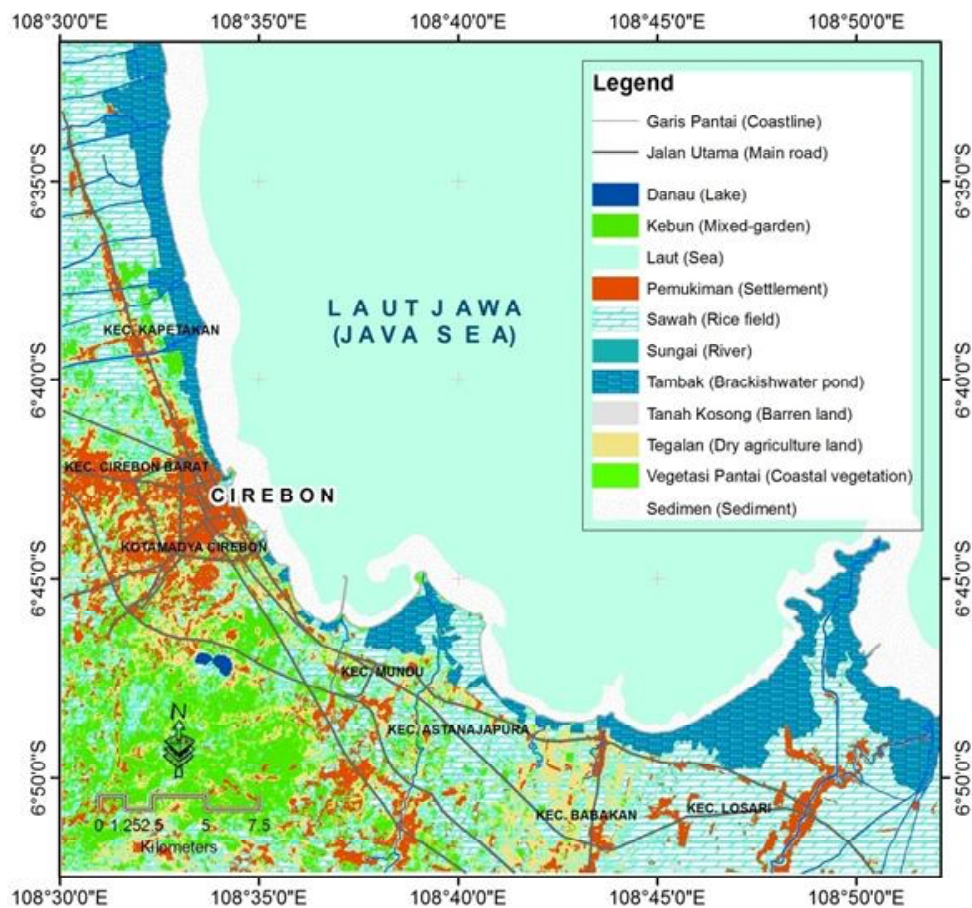 108°30'0"E 108°35'0"E 108°40'0"E 108°45'0"E 108°50'0"E
Legend
Garis Pantai (Coastline)
Jalan Utama (Main road)
Danau (Lake)
Kebun (Mixed-garden)
Laut (Sea)
Pemukiman (Settlement)
Sawah (Rice field)
Sungai (River)
Tambak (Brackishwater pond)
Tanah Kosong (Barren land)
Tegalan (Dry agriculture land)
Vegetasi Pantai (Coastal vegetation)
Sedimen (Sediment)
6°35'0"S 6°35'0"S
LAUT JAWA
(JAVA SEA)
KEC. KAPETAKAN
6°40'0"S 6°40'0"S
KEC. CIREBON BARAT
CIREBON
KOTAMADYA CIREBON
6°45'0"S 6°45'0"S
KEC. MUNDU
KEC. ASTANAJAPURA
N
6°50'0"S 6°50'0"S
KEC. BABAKAN
KEC. LOSARI
0 1.252.5 5 7.5
Kilometers
108°30'0"E 108°35'0"E 108°40'0"E 108°45'0"E 108°50'0"E